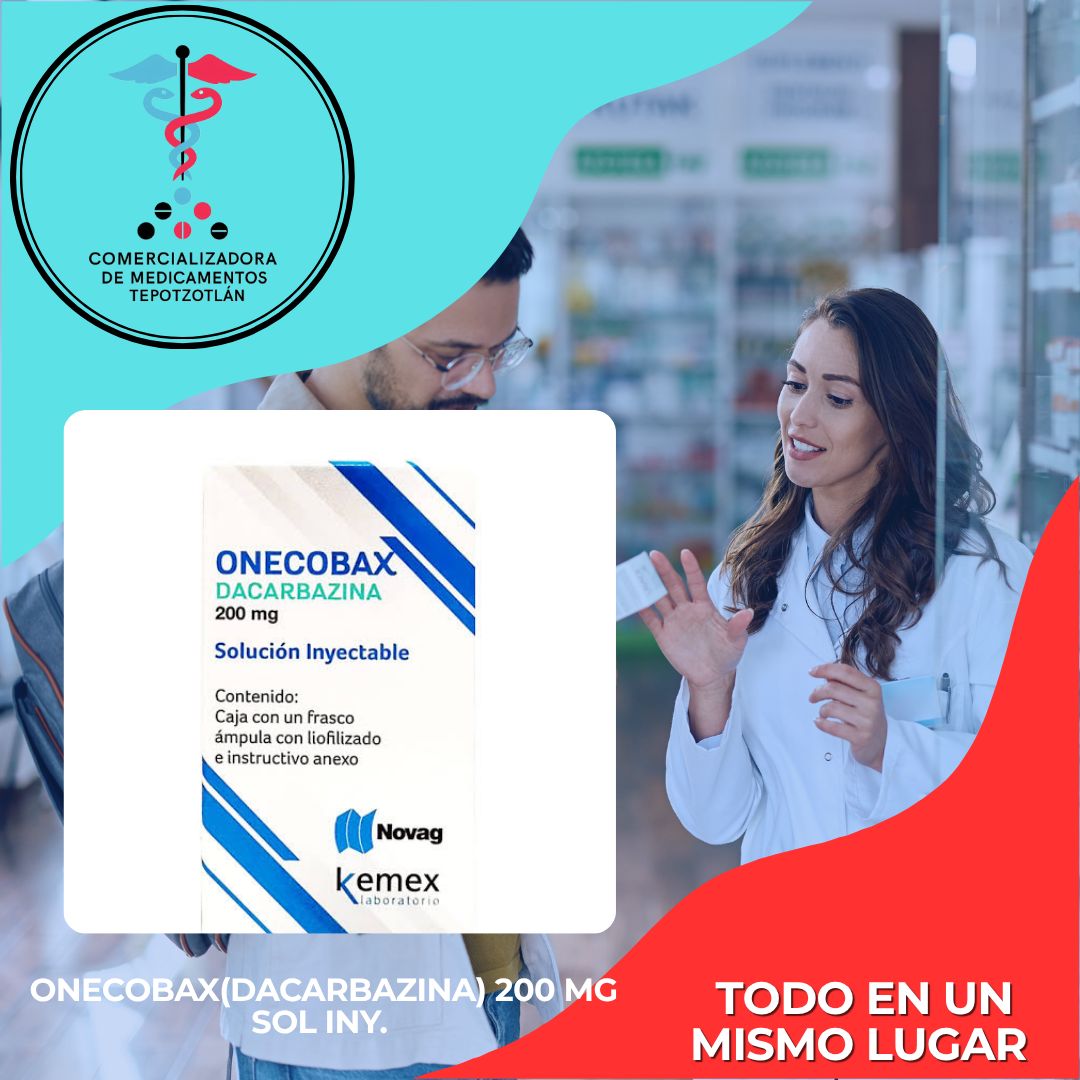 COMERCIALIZADORA
DE MEDICAMENTOS
TEPOTZOTLÁN
ONECOBAX
DACARBAZINA
200 mg
Solución Inyectable
Contenido:
Caja con un frasco
ámpula con liofilizado
e instructivo anexo
Novag
Kemex
laboratorio
ONECOBAX(DACARBAZINA) 200 MG
SOL INY.
TODO EN UN
MISMO LUGAR